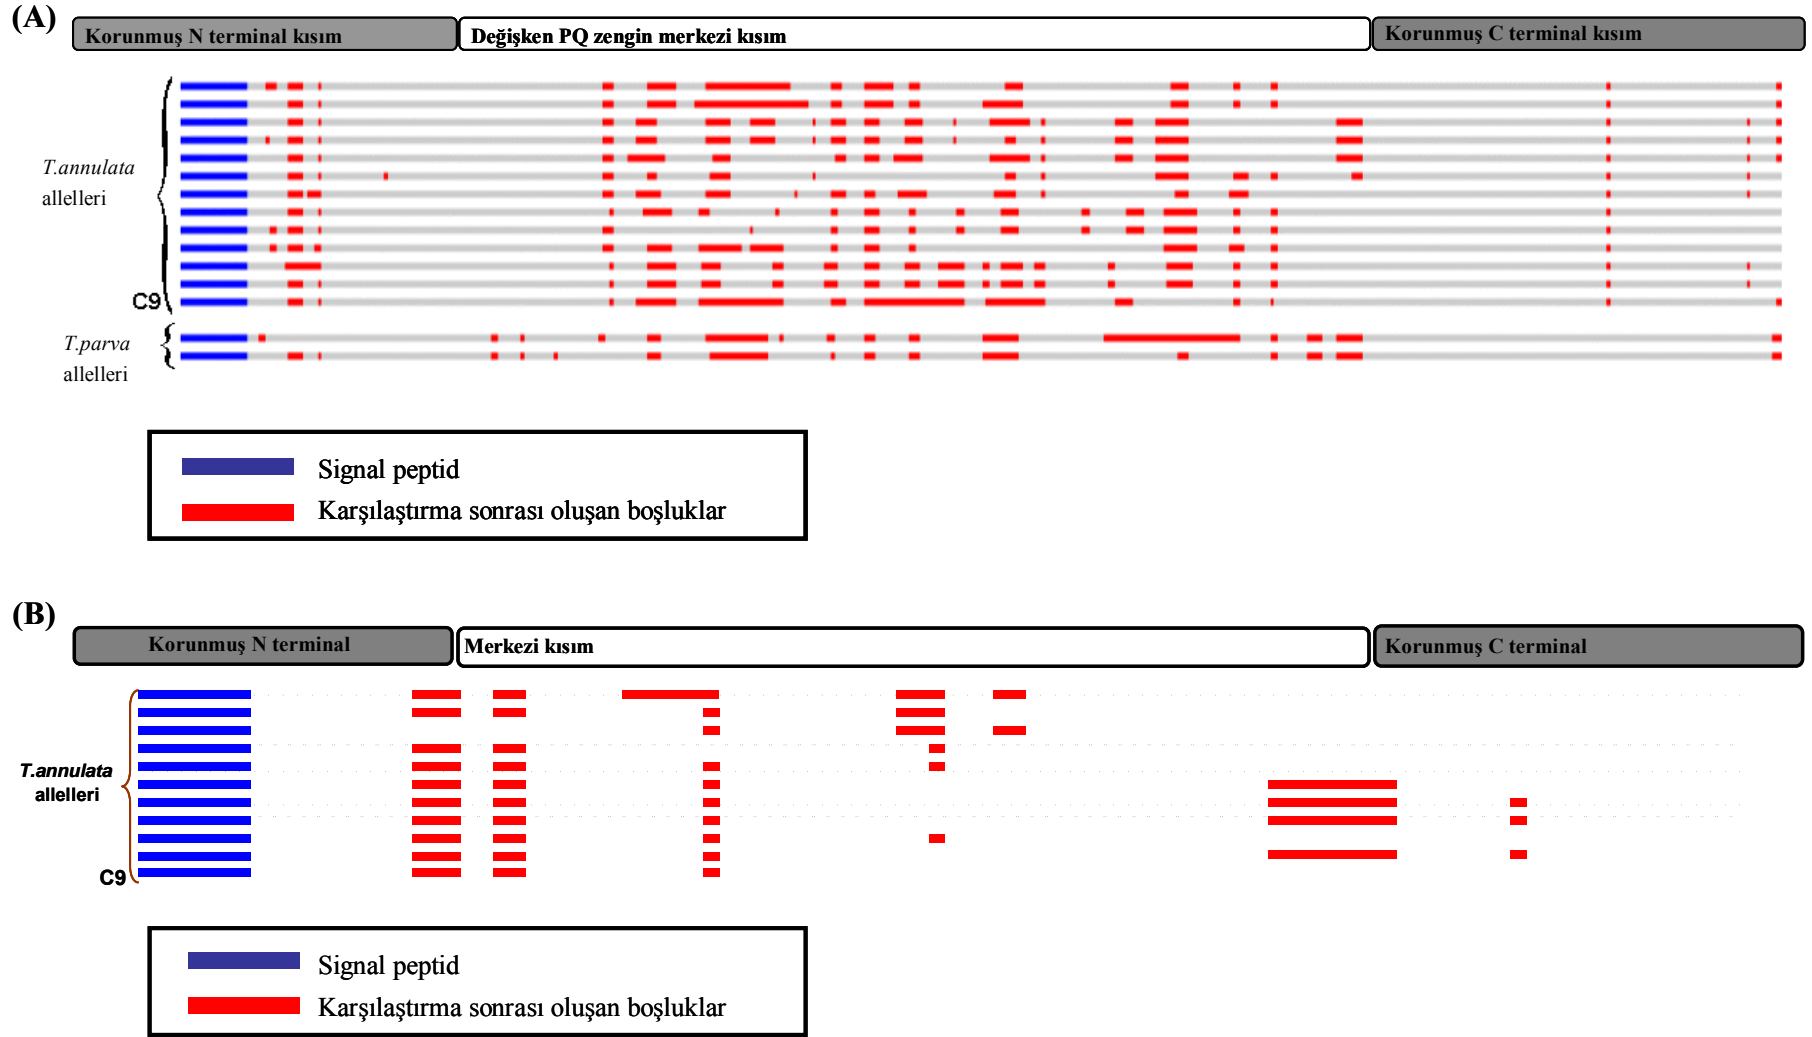 (A)
Korunmuş N terminal kısım
Değişken PQ zengin merkezi kısım
Korunmuş C terminal kısım
T.annulata
allelleri
C9
T.parva
allelleri
Signal peptid
Karşılaştırma sonrası oluşan boşluklar
(B)
Korunmuş N terminal
Merkezi kısım
Korunmuş C terminal
T.annulata
allelleri
C9
Signal peptid
Karşılaştırma sonrası oluşan boşluklar